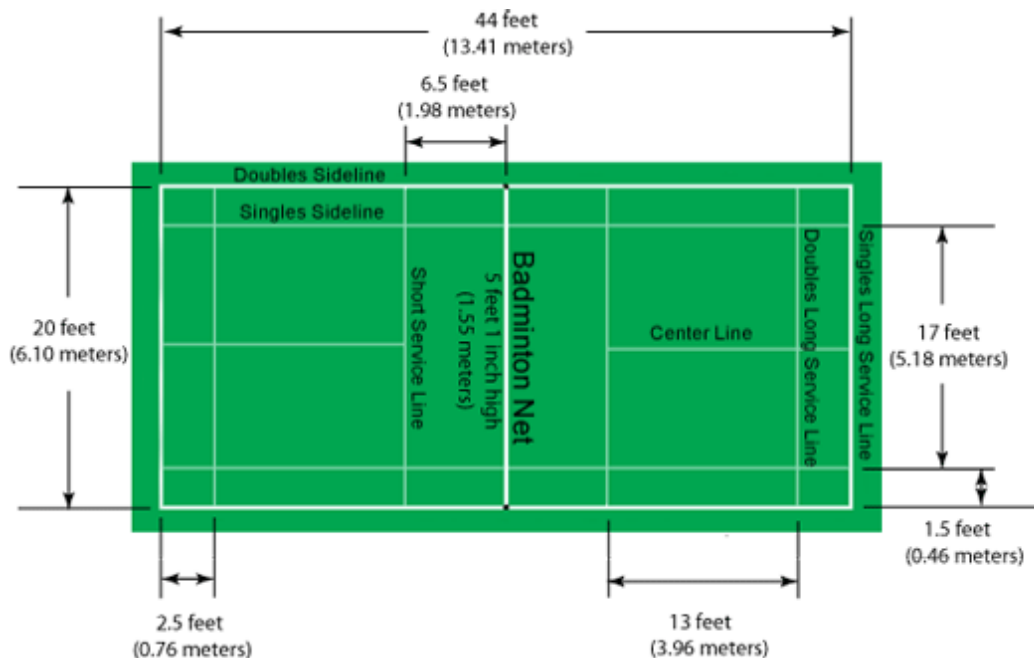 44 feet
(13.41 meters)
6.5 feet
(1.98 meters)
Doubles Sideline
Singles Sideline
20 feet
(6.10 meters)
Short Service Line
5 feet 1 inch high
(1.55 meters)
Badminton Net
Center Line
Doubles Long Service Line
Singles Long Service Line
17 feet
(5.18 meters)
1.5 feet
(0.46 meters)
2.5 feet
(0.76 meters)
13 feet
(3.96 meters)